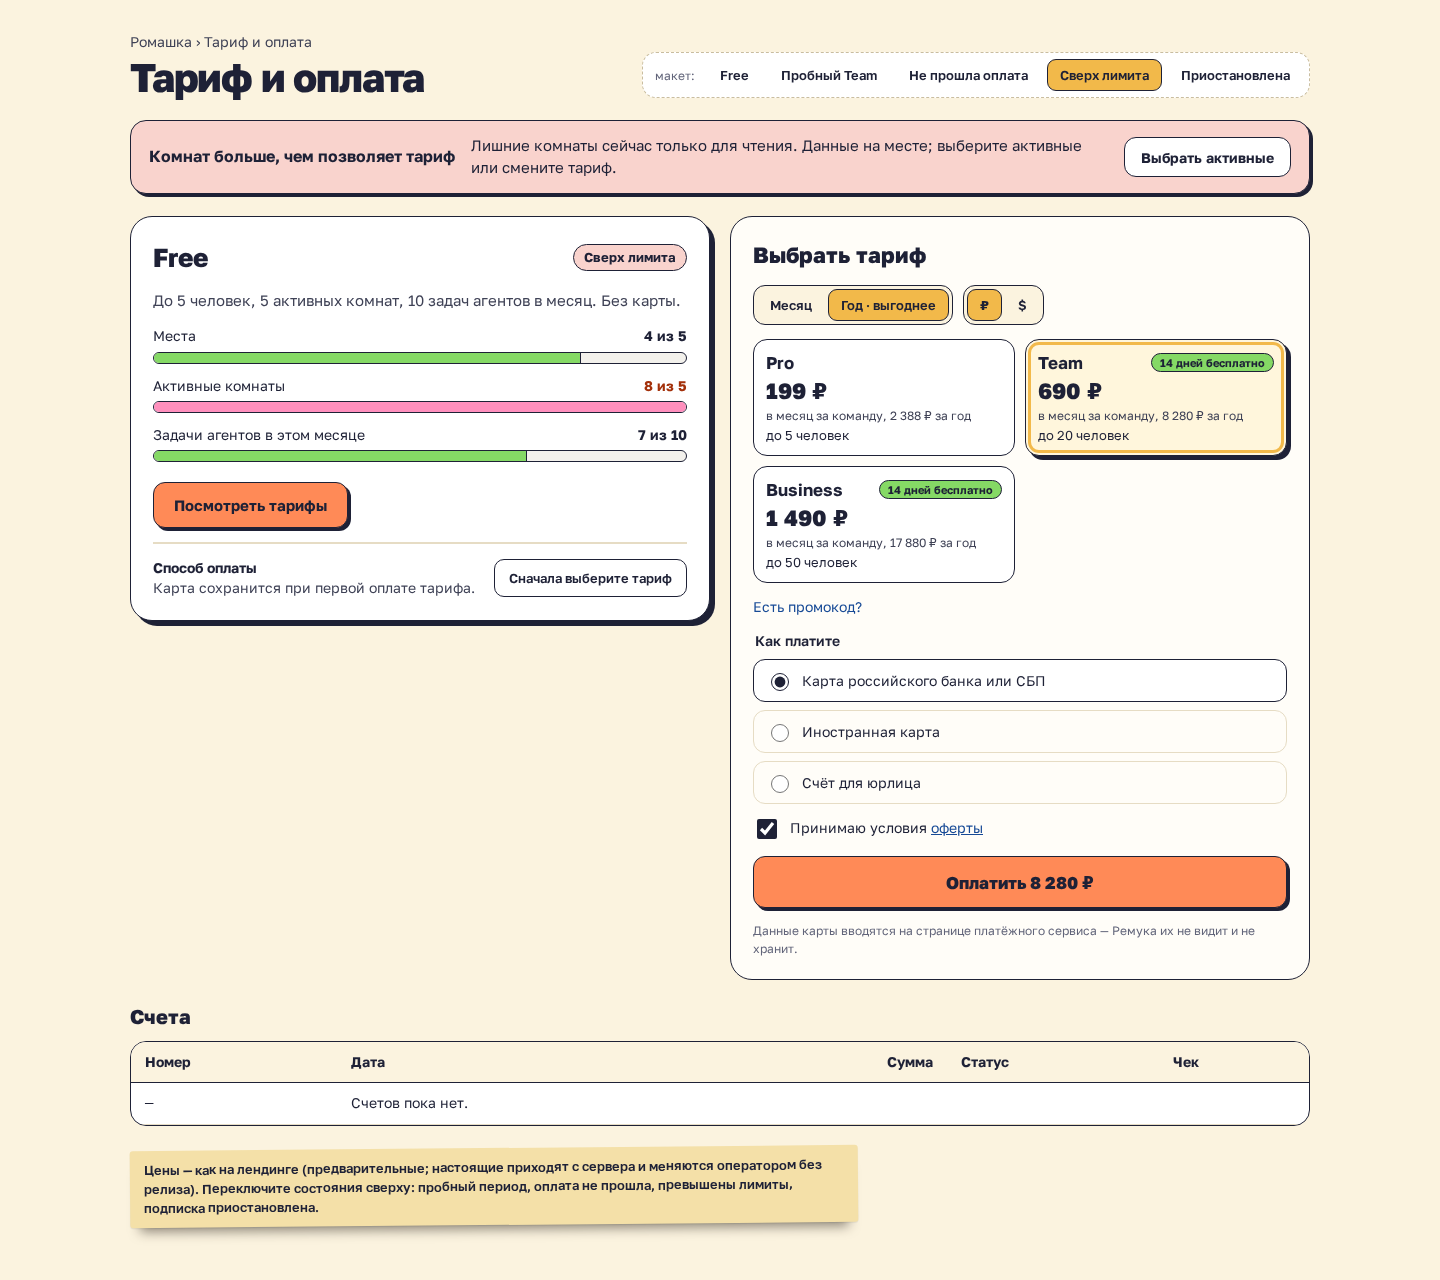 Ромашка › Тариф и оплата
Тариф и оплата
макет: Free Пробный Team Не прошла оплата Сверх лимита Приостановлена
Комнат больше, чем позволяет тариф
Лишние комнаты сейчас только для чтения. Данные на месте; выберите активные
или смените тариф.
Выбрать активные
Free
Сверх лимита
До 5 человек, 5 активных комнат, 10 задач агентов в месяц. Без карты.
Места 4 из 5
Активные комнаты 8 из 5
Задачи агентов в этом месяце 7 из 10
Посмотреть тарифы
Способ оплаты
Карта сохранится при первой оплате тарифа.
Сначала выберите тариф
Выбрать тариф
Месяц Год · выгоднее ₽ $
Pro
199 ₽
в месяц за команду, 2 388 ₽ за год
до 5 человек
Team 14 дней бесплатно
690 ₽
в месяц за команду, 8 280 ₽ за год
до 20 человек
Business 14 дней бесплатно
1 490 ₽
в месяц за команду, 17 880 ₽ за год
до 50 человек
Есть промокод?
Как платите
Карта российского банка или СБП
Иностранная карта
Счёт для юрлица
Принимаю условия оферты
Оплатить 8 280 ₽
Данные карты вводятся на странице платёжного сервиса — Ремука их не видит и не
хранит.
Счета
Номер Дата Сумма Статус Чек
— Счетов пока нет.
Цены — как на лендинге (предварительные; настоящие приходят с сервера и меняются оператором без
релиза). Переключите состояния сверху: пробный период, оплата не прошла, превышены лимиты,
подписка приостановлена.